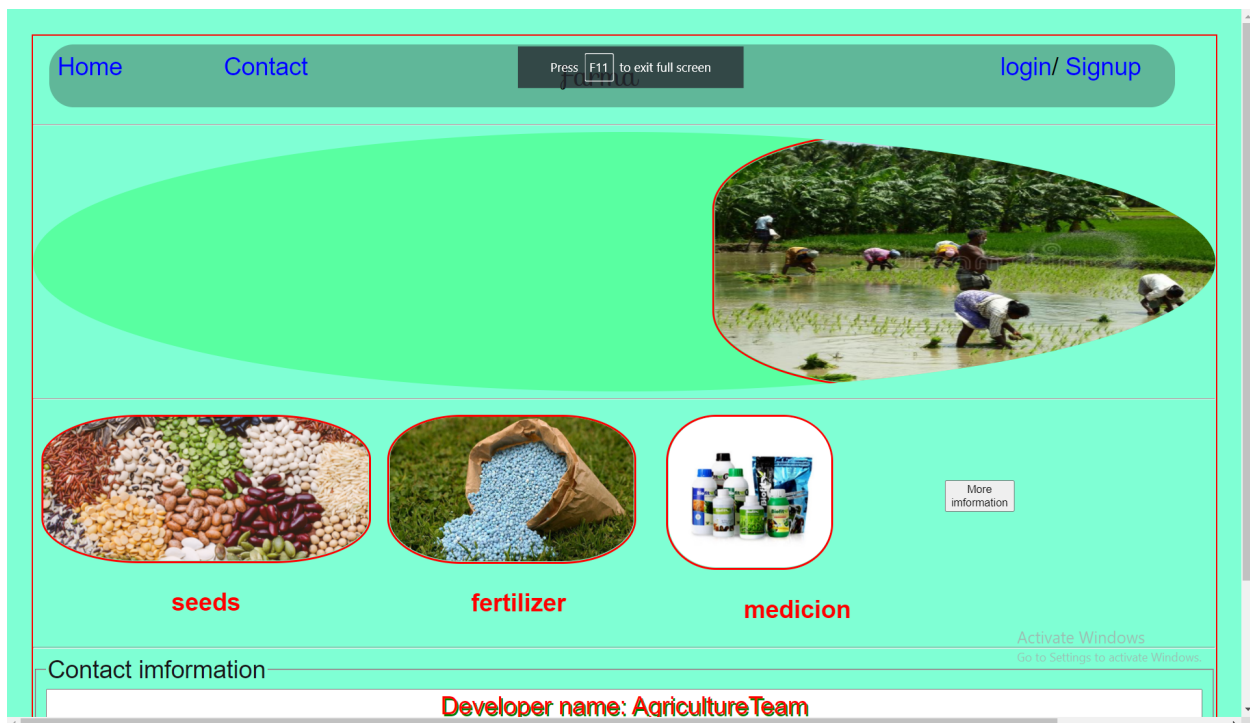 Home Contact Farma login/ Signup
Press F11 to exit full screen
More
imformation
seeds fertilizer medicion
Activate Windows
Go to Settings to activate Windows.
Contact imformation
Developer name: AgricultureTeam